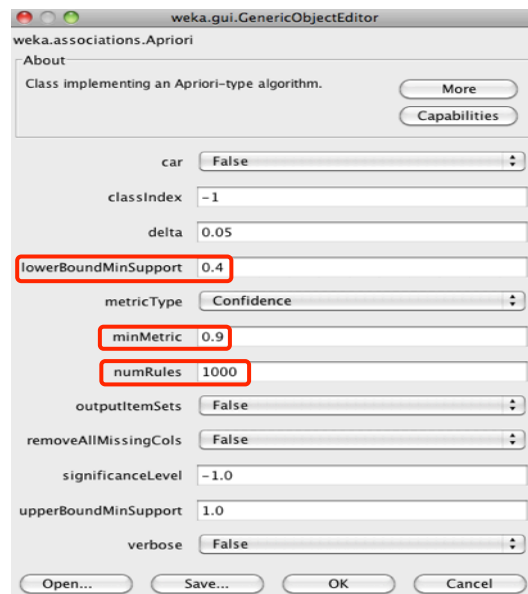 weka.gui.GenericObjectEditor
weka.associations.Apriori
About
Class implementing an Apriori-type algorithm.
More
Capabilities
car False
classIndex -1
delta 0.05
lowerBoundMinSupport 0.4
metricType Confidence
minMetric 0.9
numRules 1000
outputItemSets False
removeAllMissingCols False
significanceLevel -1.0
upperBoundMinSupport 1.0
verbose False
Open... Save... OK Cancel